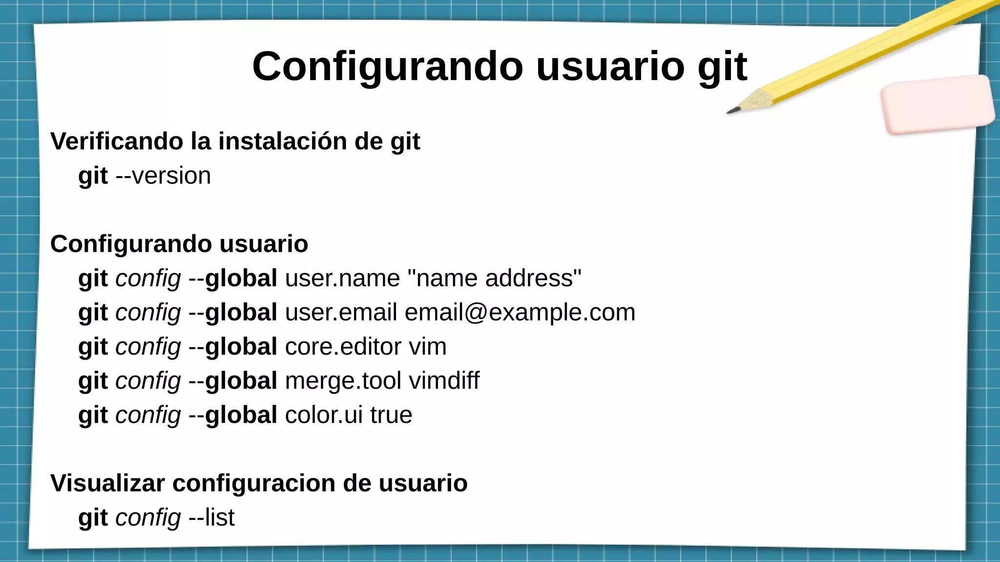 Configurando usuario git
Verificando la instalación de git
git --version
Configurando usuario
git config --global user.name "name address"
git config --global user.email email@example.com
git config --global core.editor vim
git config --global merge.tool vimdiff
git config --global color.ui true
Visualizar configuracion de usuario
git config --list